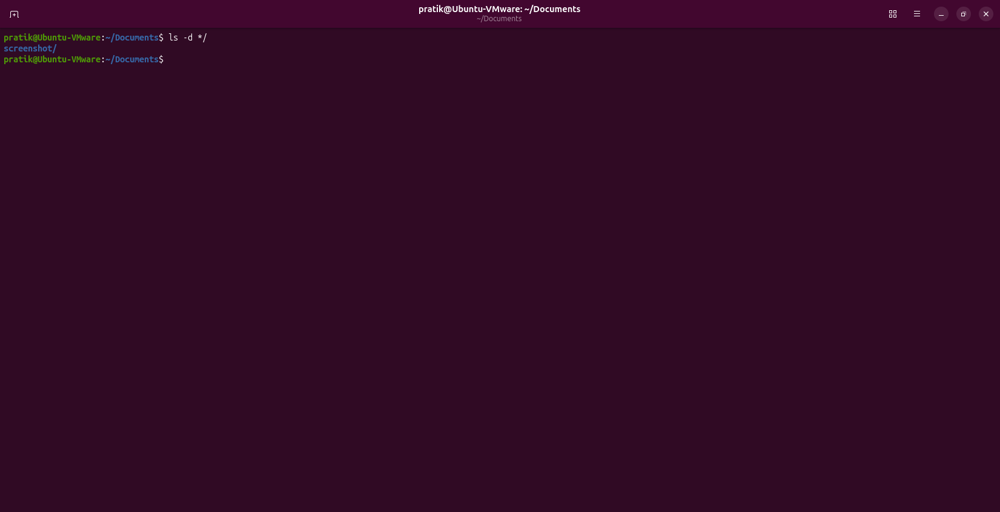 pratik@Ubuntu-VMware: ~/Documents
~/Documents
pratik@Ubuntu-VMware:~/Documents$ ls -d */
screenshot/
pratik@Ubuntu-VMware:~/Documents$